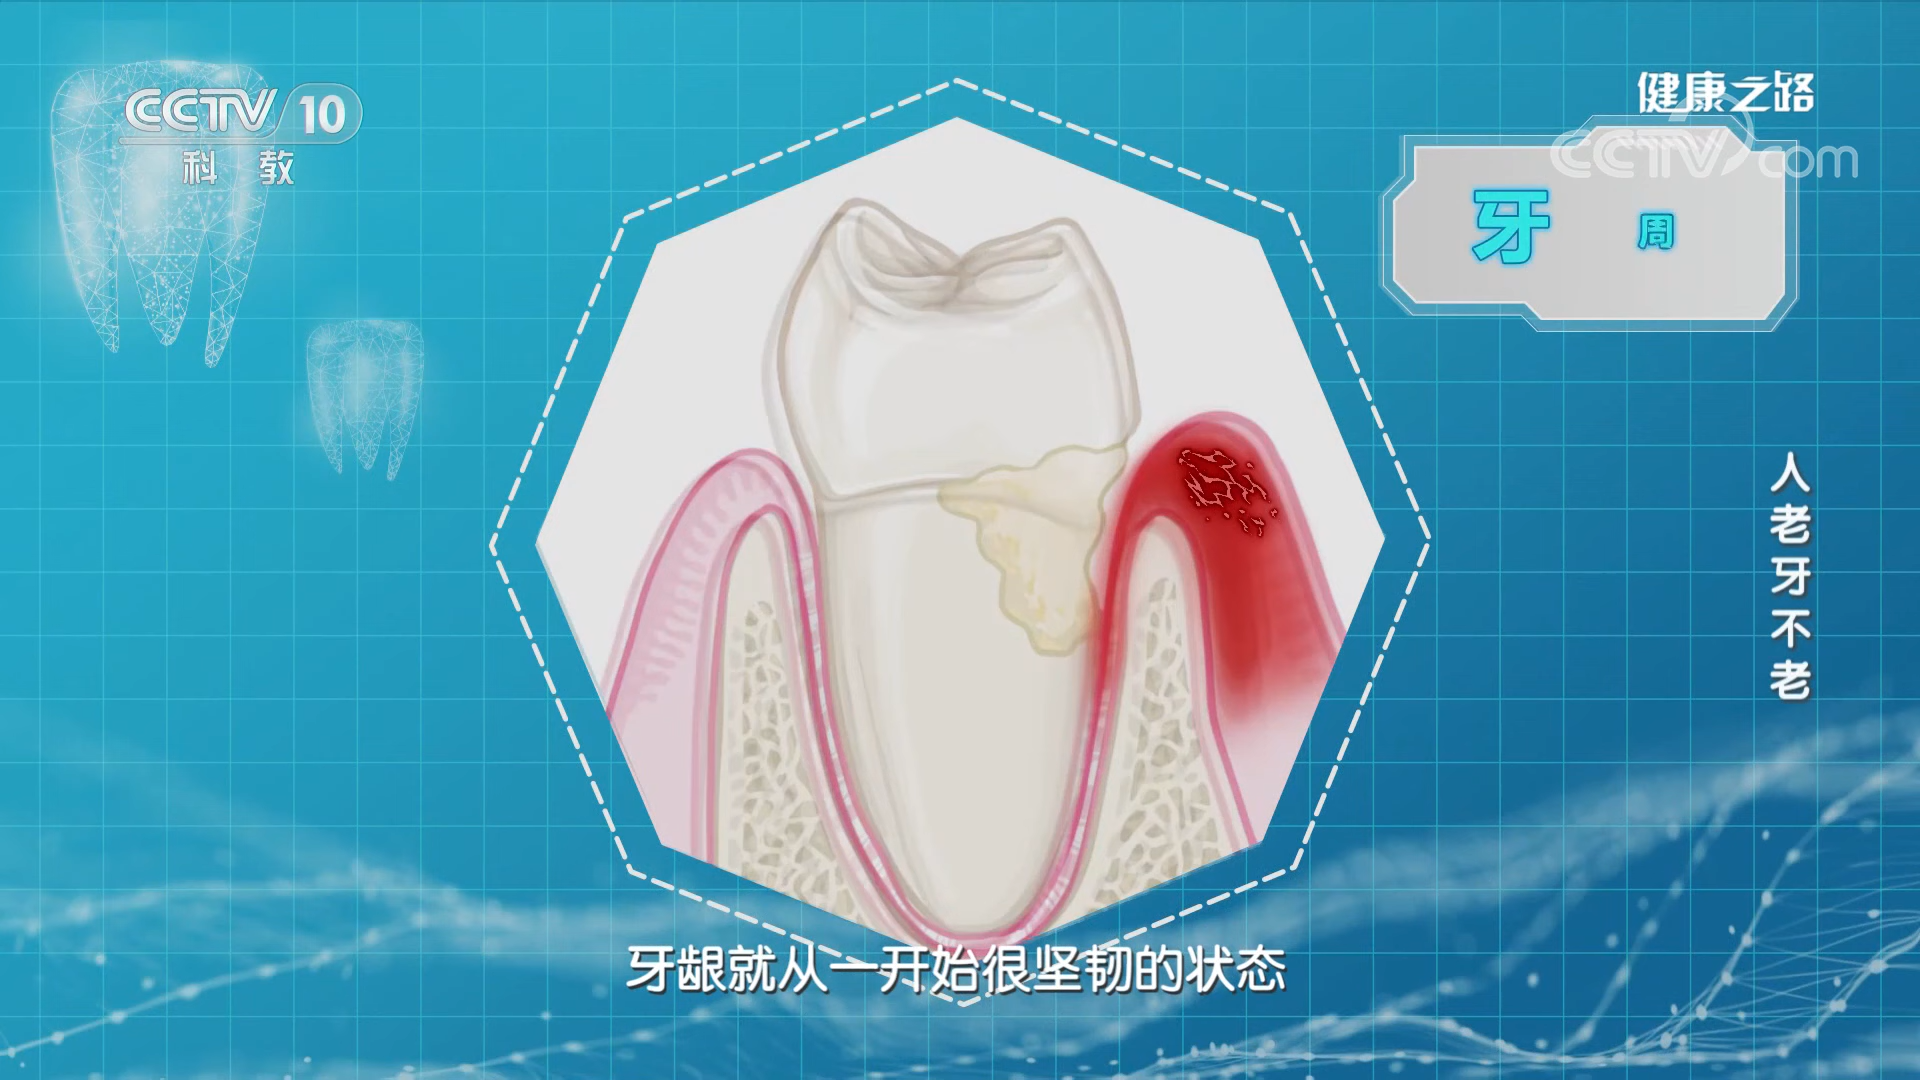 CCTV 10
科 教
健康之路
CCTV.com
牙 周
人老牙不老
牙龈就从一开始很坚韧的状态